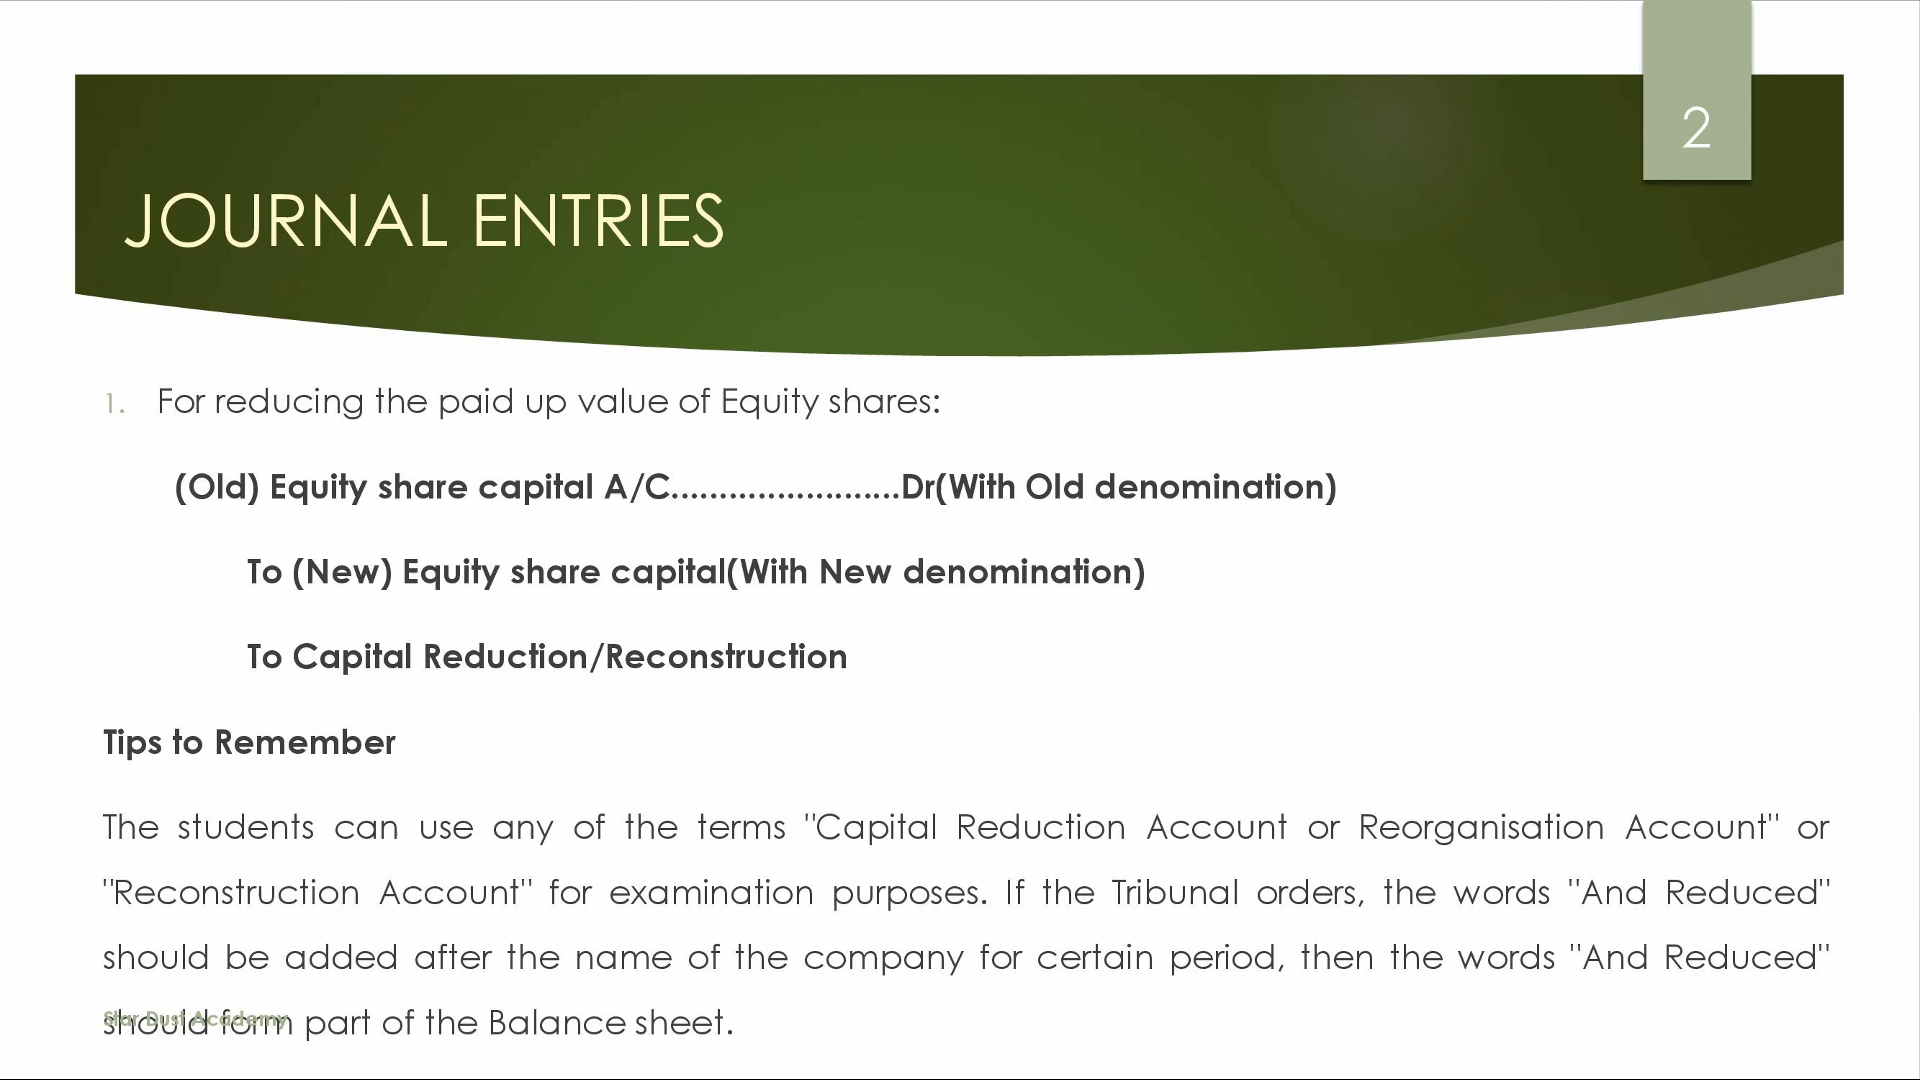 2
JOURNAL ENTRIES
1. For reducing the paid up value of Equity shares:
(Old) Equity share capital A/C........................Dr(With Old denomination)
To (New) Equity share capital(With New denomination)
To Capital Reduction/Reconstruction
Tips to Remember
The students can use any of the terms "Capital Reduction Account or Reorganisation Account" or
"Reconstruction Account" for examination purposes. If the Tribunal orders, the words "And Reduced"
should be added after the name of the company for certain period, then the words "And Reduced"
should form part of the Balance sheet.
Star Dust Academy